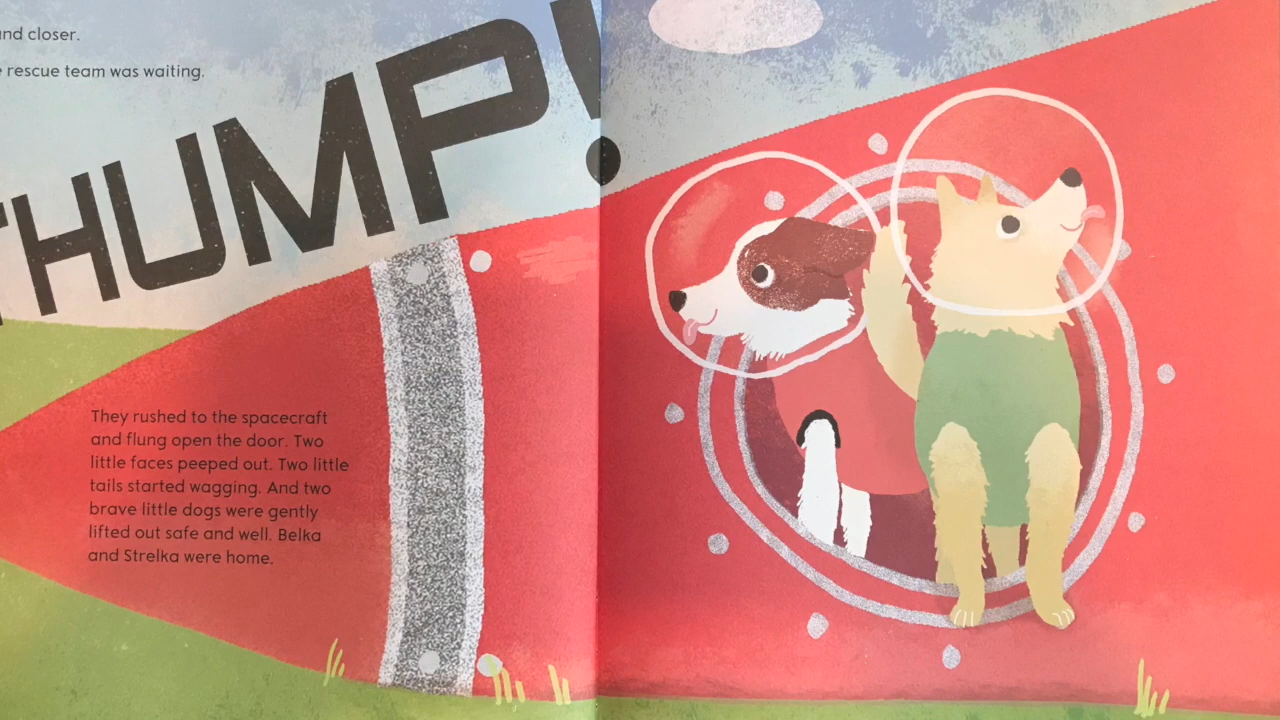 and closer.
rescue team was waiting.
THUMP!
They rushed to the spacecraft
and flung open the door. Two
little faces peeped out. Two little
tails started wagging. And two
brave little dogs were gently
lifted out safe and well. Belka
and Strelka were home.